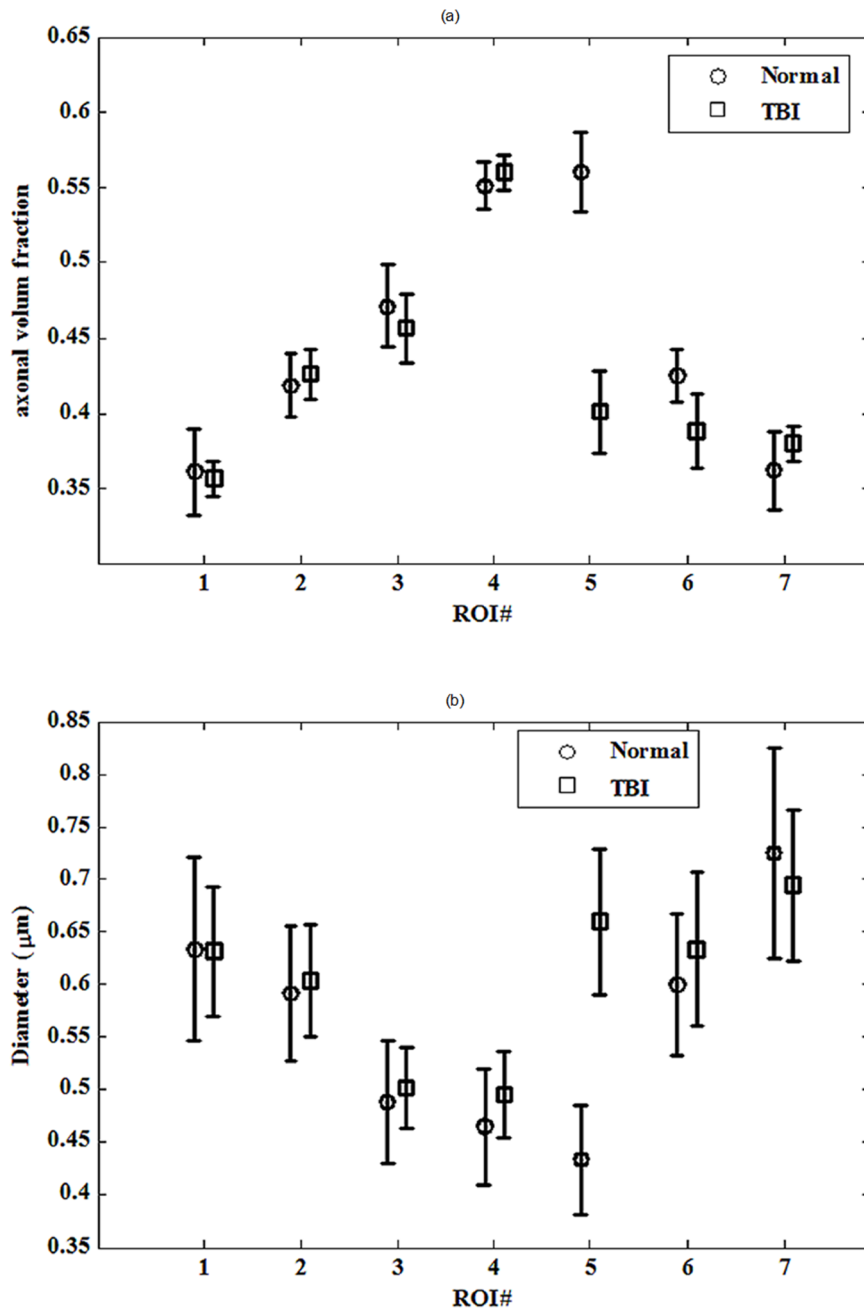 (a)
0.65
0.6
0.55
0.5
0.45
0.4
0.35
axonal volum fraction
Normal
TBI
1 2 3 4 5 6 7
ROI#
(b)
0.85
0.8
0.75
0.7
0.65
0.6
0.55
0.5
0.45
0.4
0.35
Diameter (μm)
Normal
TBI
1 2 3 4 5 6 7
ROI#